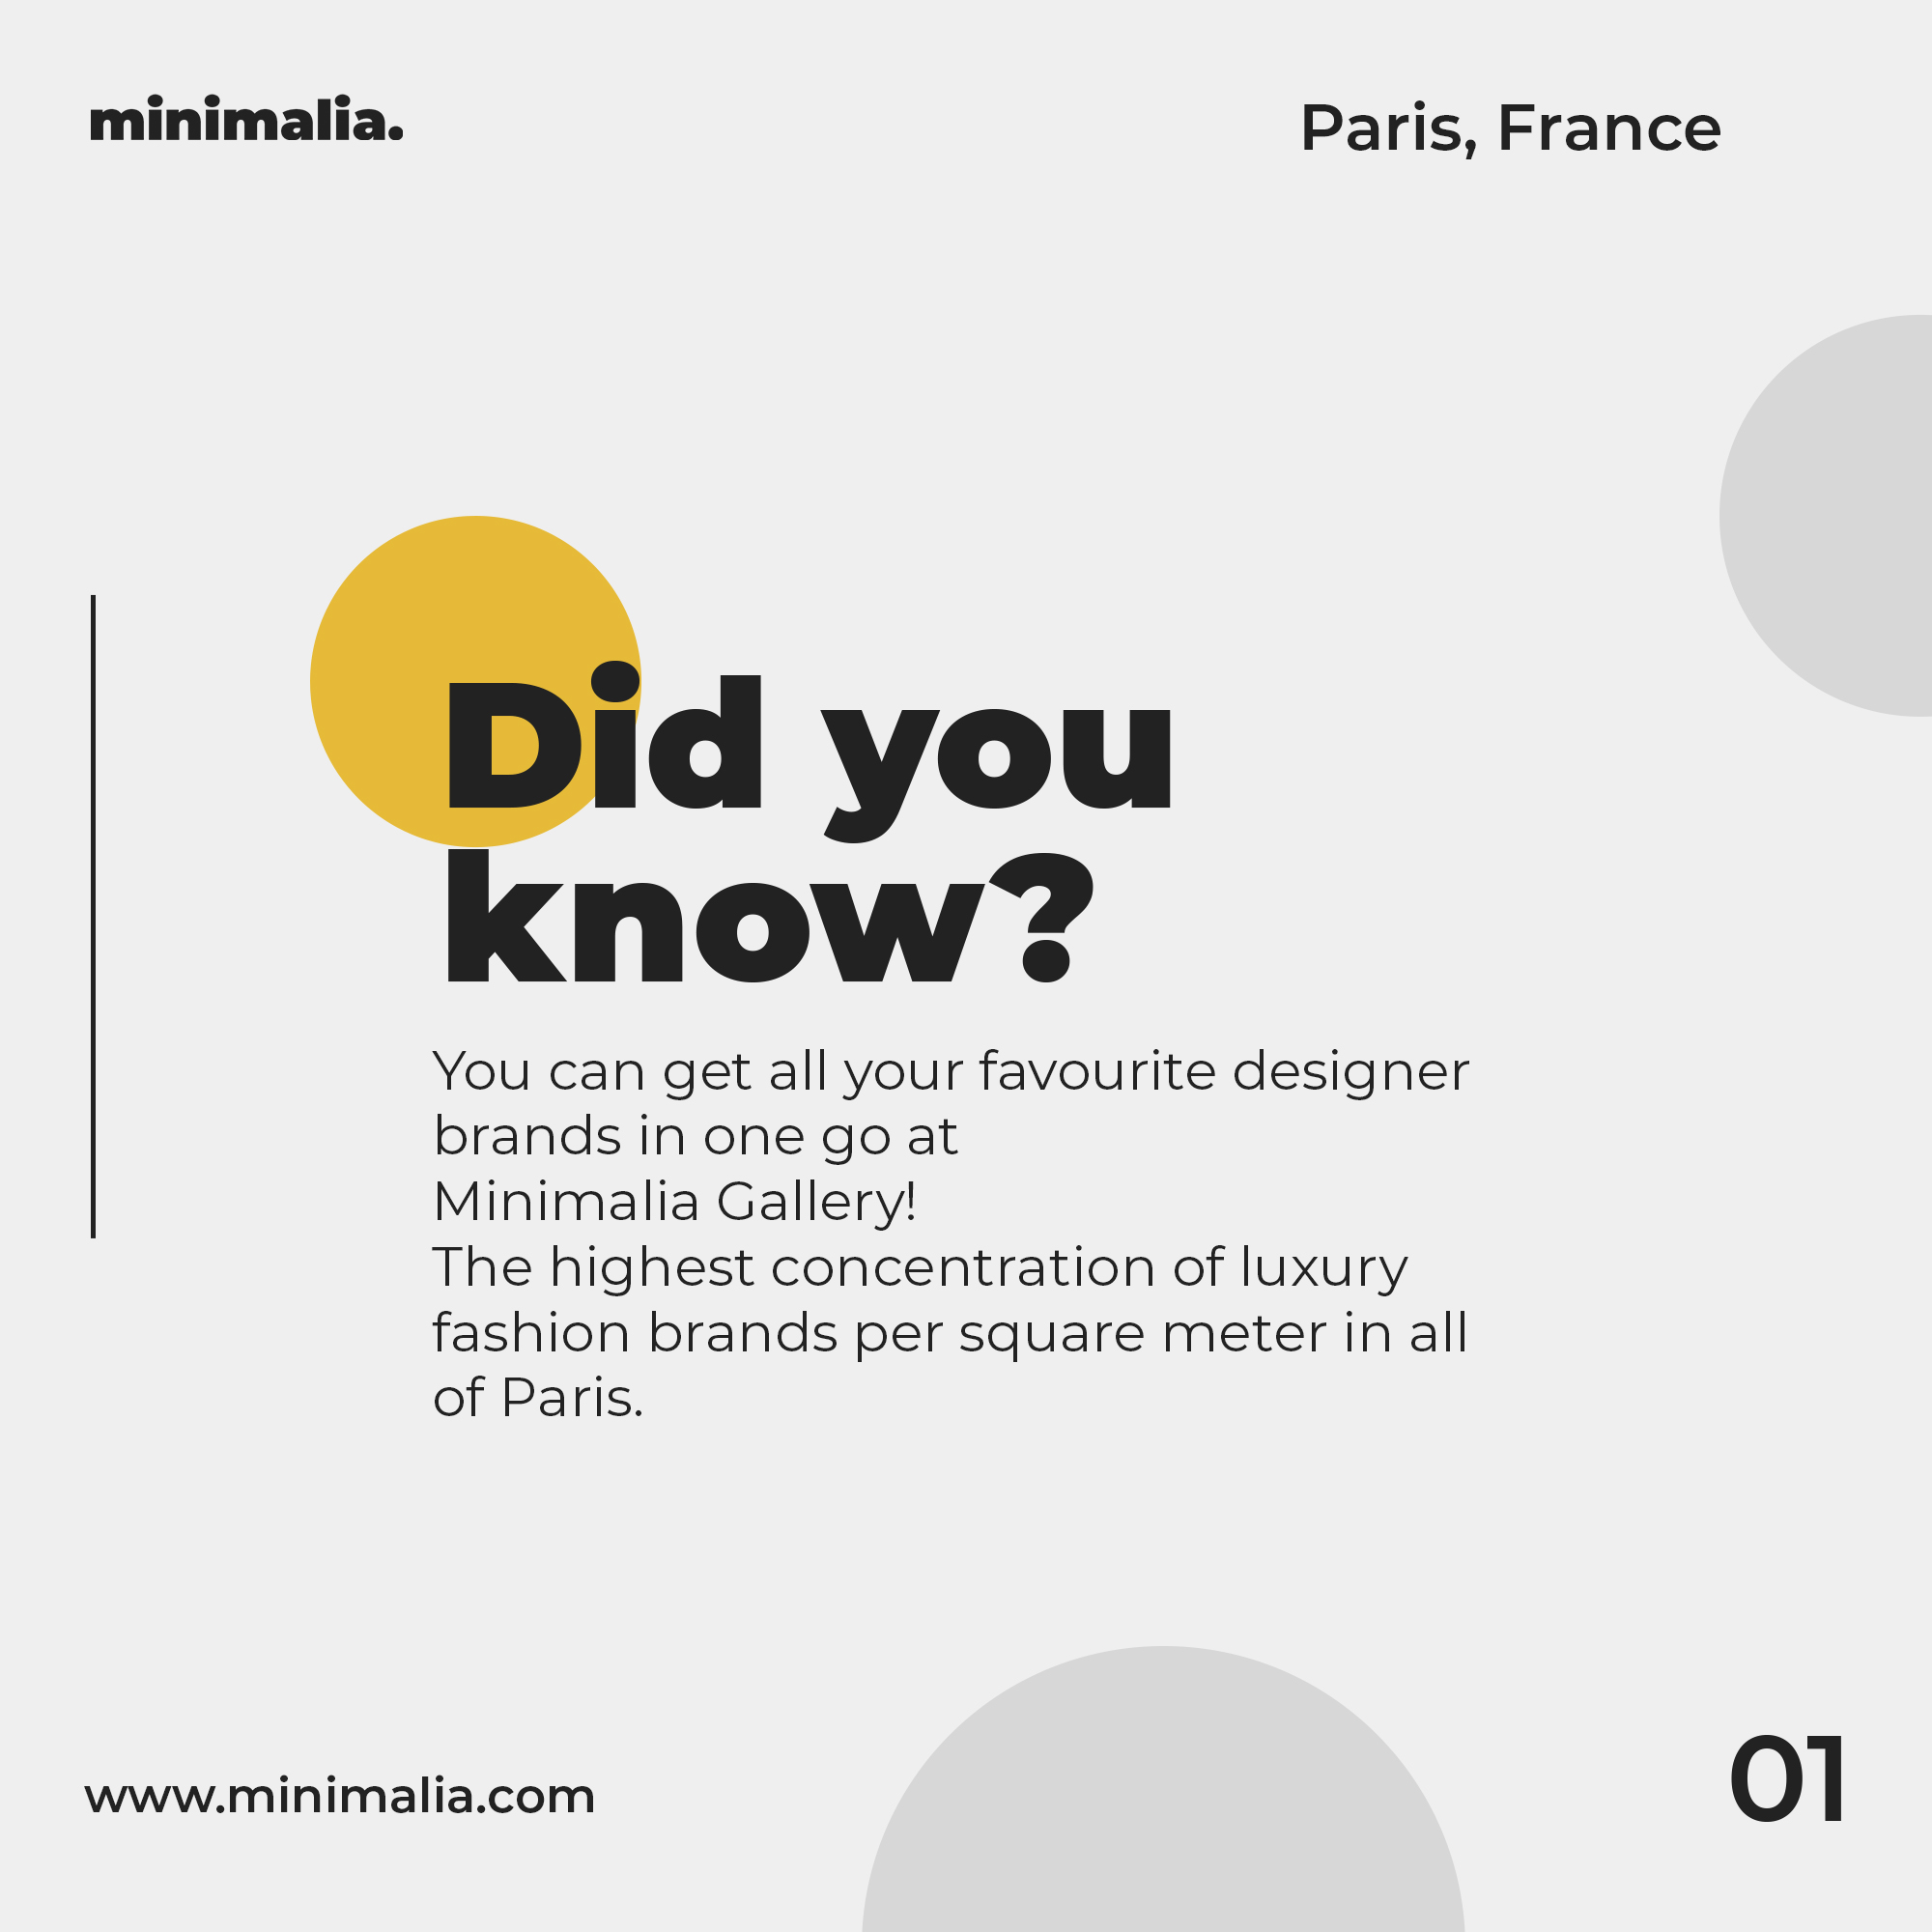 minimalia.
Paris, France
Did you
know?
You can get all your favourite designer
brands in one go at
Minimalia Gallery!
The highest concentration of luxury
fashion brands per square meter in all
of Paris.
www.minimalia.com
01